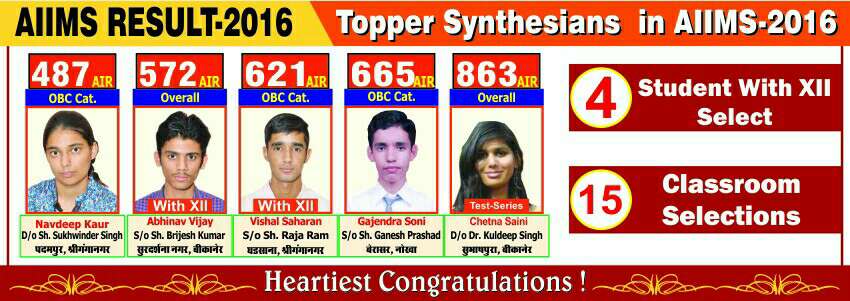 AIIMS RESULT-2016
Topper Synthesians in AIIMS-2016
487 AIR
OBC Cat.
Navdeep Kaur
D/o Sh. Sukhwinder Singh
पदमपुर, श्रीगंगानगर
572 AIR
Overall
With XII
Abhinav Vijay
S/o Sh. Brijesh Kumar
सुदर्शना नगर, बीकानेर
621 AIR
OBC Cat.
With XII
Vishal Saharan
S/o Sh. Raja Ram
घडसाना, श्रीगंगानगर
665 AIR
OBC Cat.
Gajendra Soni
S/o Sh. Ganesh Prashad
बेरासर, नोखा
863 AIR
Overall
Test-Series
Chetna Saini
D/o Dr. Kuldeep Singh
सुभाषपुरा, बीकानेर
4 Student With XII
Select
15 Classroom
Selections
Heartiest Congratulations !